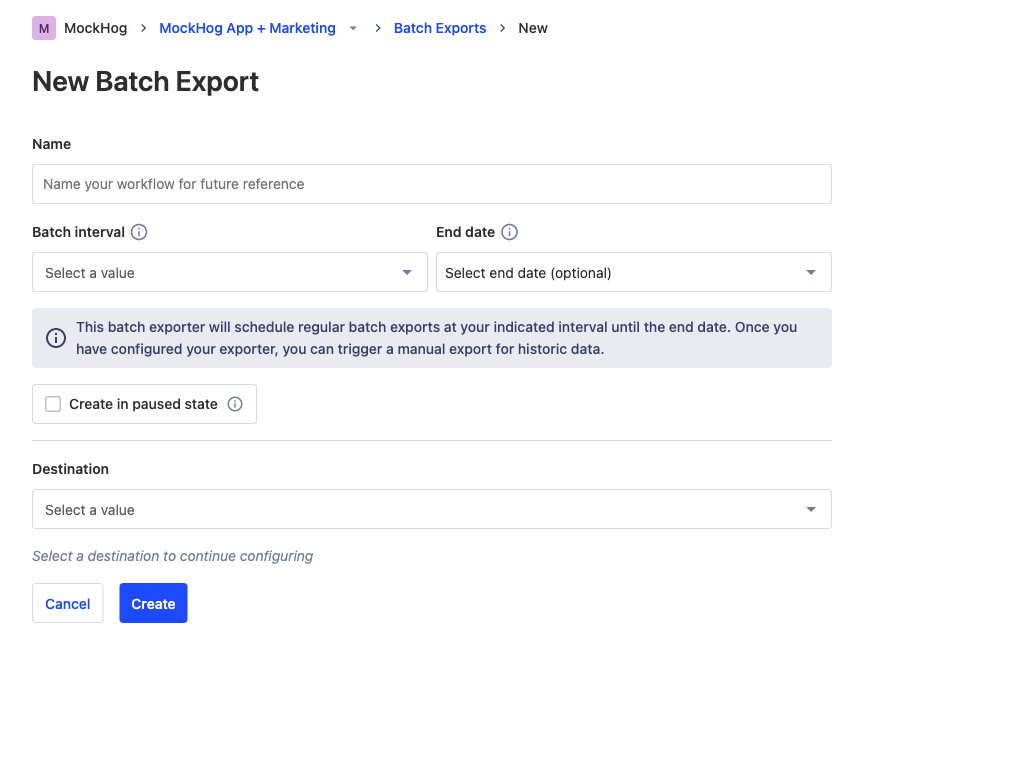 M MockHog > MockHog App + Marketing > Batch Exports > New
New Batch Export
Name
Name your workflow for future reference
Batch interval End date
Select a value Select end date (optional)
This batch exporter will schedule regular batch exports at your indicated interval until the end date. Once you
have configured your exporter, you can trigger a manual export for historic data.
Create in paused state
Destination
Select a value
Select a destination to continue configuring
Cancel Create